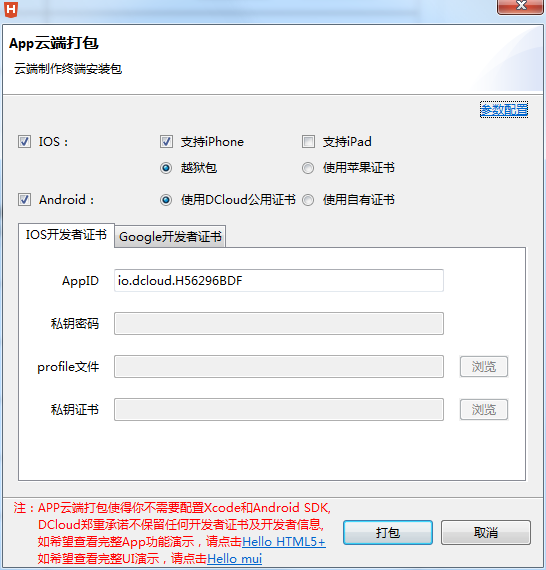 App云端打包
云端制作终端安装包
参数配置
IOS： 支持iPhone 支持iPad
越狱包 使用苹果证书
Android： 使用DCloud公用证书 使用自有证书
IOS开发者证书 Google开发者证书
AppID io.dcloud.H56296BDF
私钥密码
profile文件 浏览
私钥证书 浏览
注：APP云端打包使得你不需要配置Xcode和Android SDK,
DCloud郑重承诺不保留任何开发者证书及开发者信息,
如希望查看完整App功能演示，请点击Hello HTML5+
如希望查看完整UI演示，请点击Hello mui
打包 取消